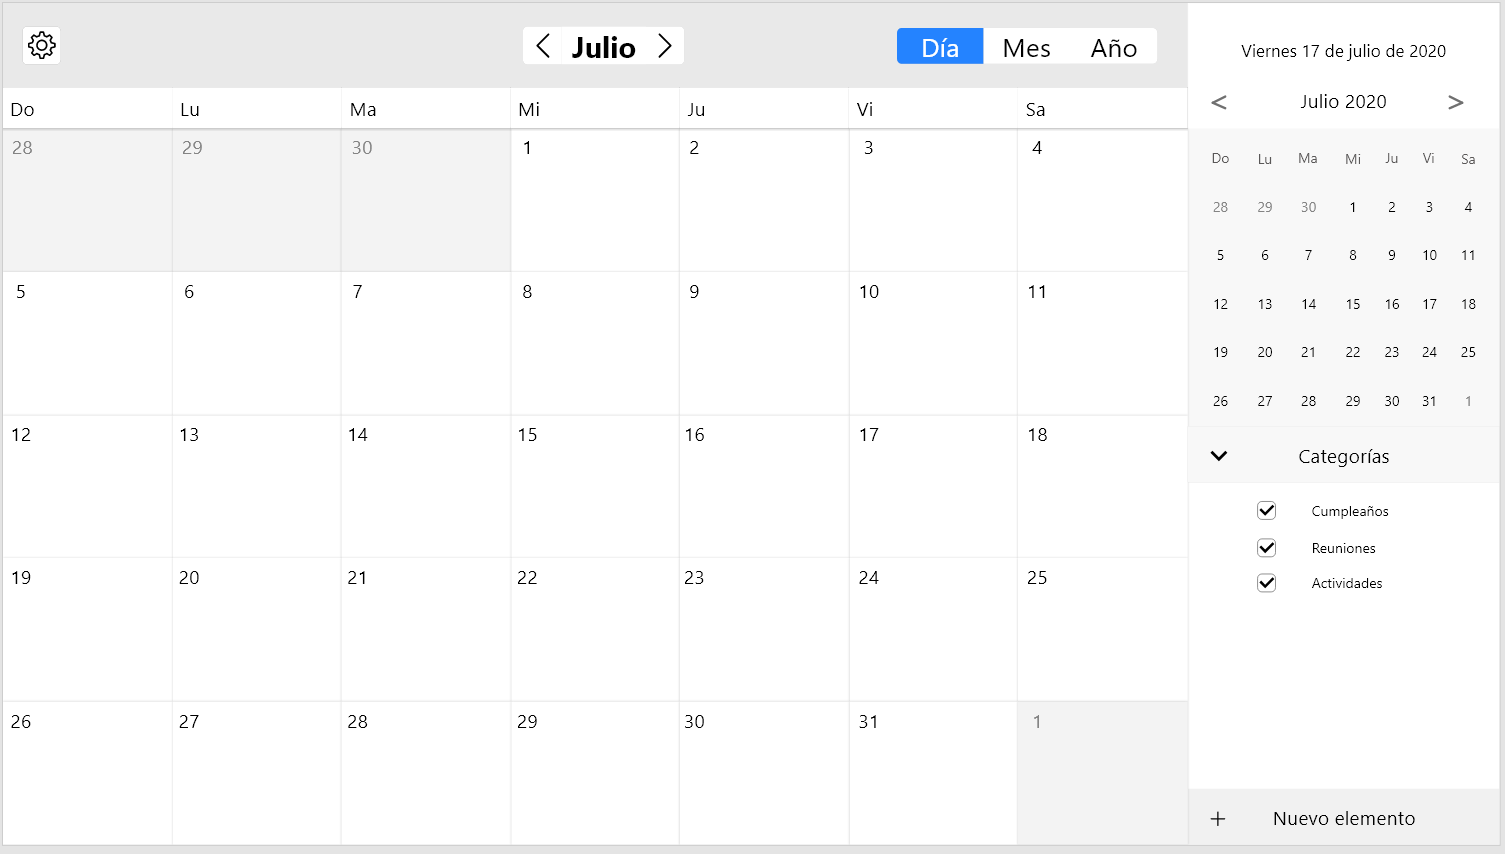 Julio
Día Mes Año
Do Lu Ma Mi Ju Vi Sa
28 29 30 1 2 3 4
5 6 7 8 9 10 11
12 13 14 15 16 17 18
19 20 21 22 23 24 25
26 27 28 29 30 31 1
Viernes 17 de julio de 2020
< Julio 2020 >
Do Lu Ma Mi Ju Vi Sa
28 29 30 1 2 3 4
5 6 7 8 9 10 11
12 13 14 15 16 17 18
19 20 21 22 23 24 25
26 27 28 29 30 31 1
Categorías
Cumpleaños
Reuniones
Actividades
+ Nuevo elemento